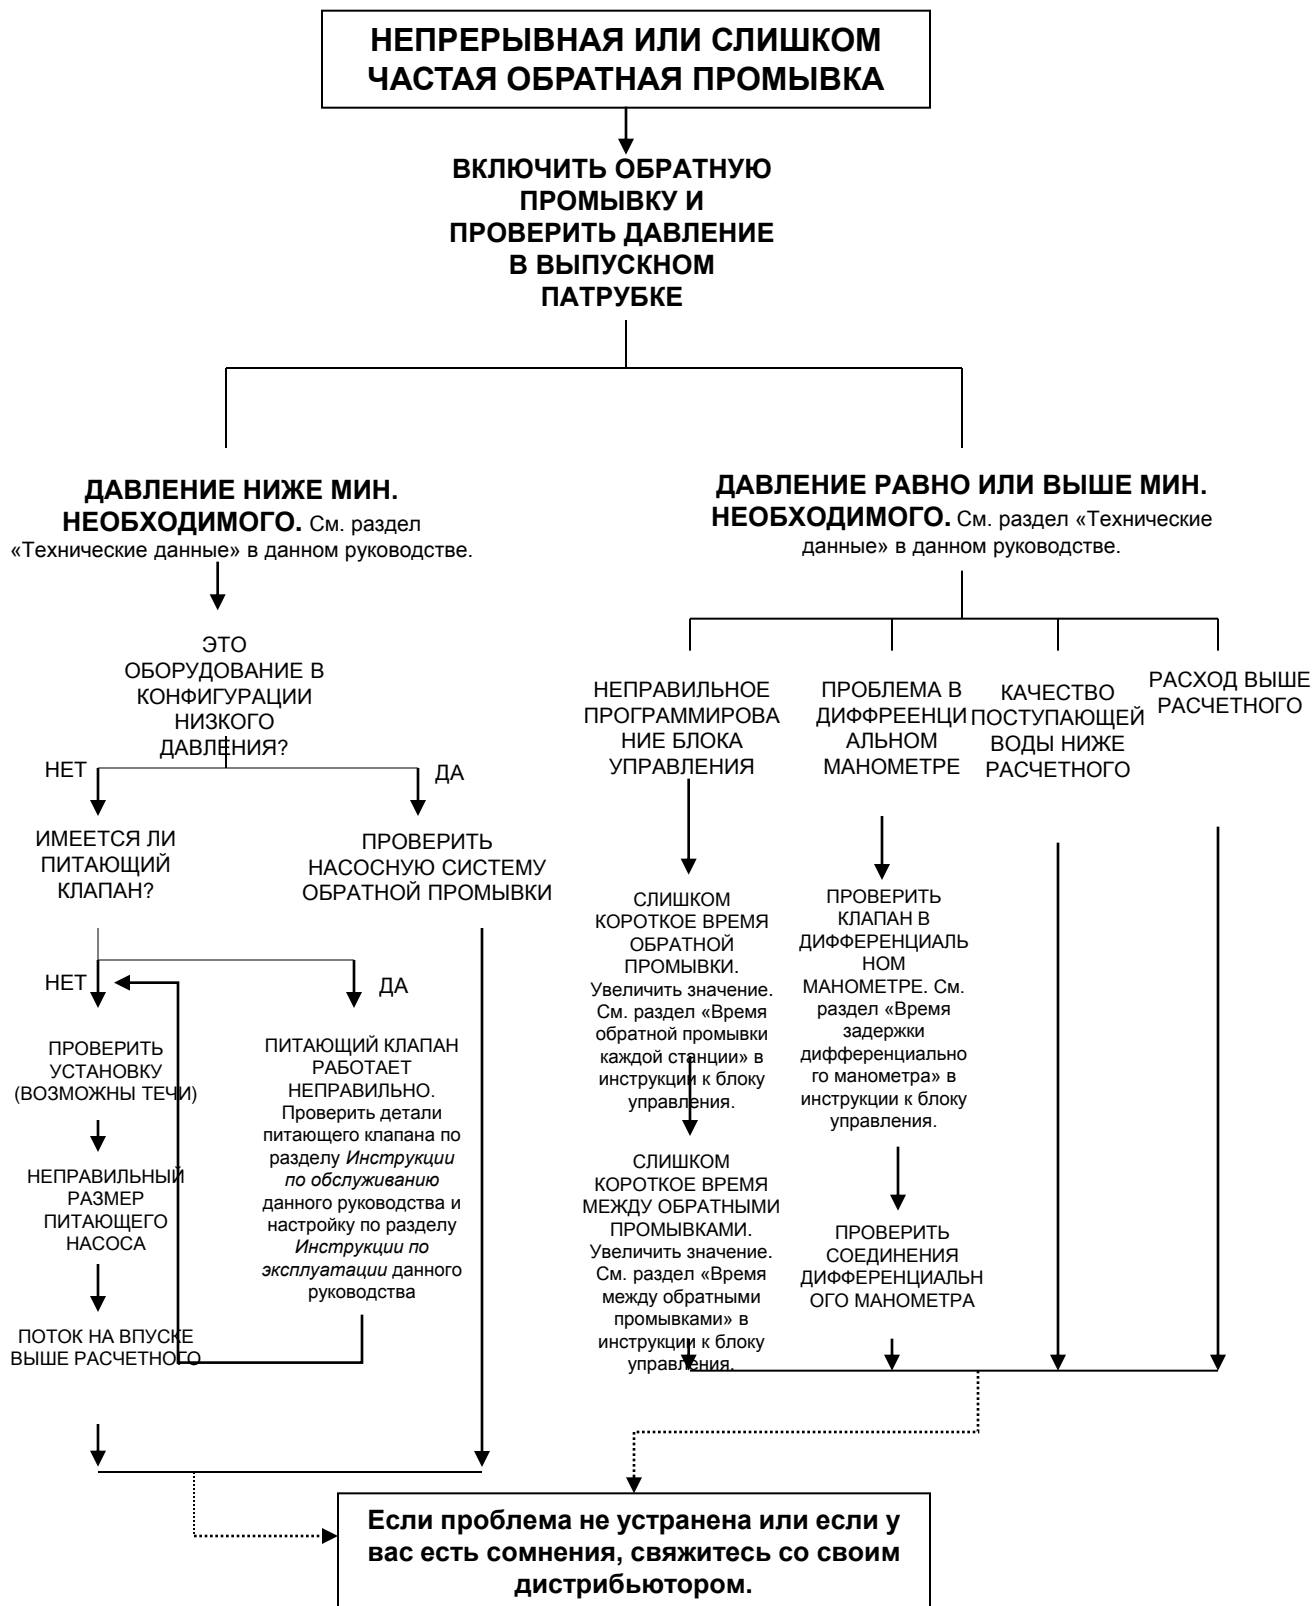 НЕПРЕРЫВНАЯ ИЛИ СЛИШКОМ
ЧАСТАЯ ОБРАТНАЯ ПРОМЫВКА
ВКЛЮЧИТЬ ОБРАТНУЮ
ПРОМЫВКУ И
ПРОВЕРИТЬ ДАВЛЕНИЕ
В ВЫПУСКНОМ
ПАТРУБКЕ
ДАВЛЕНИЕ НИЖЕ МИН.
НЕОБХОДИМОГО. См. раздел
«Технические данные» в данном руководстве.
ЭТО
ОБОРУДОВАНИЕ В
КОНФИГУРАЦИИ
НИЗКОГО
ДАВЛЕНИЯ?
НЕТ
ДА
ИМЕЕТСЯ ЛИ
ПИТАЮЩИЙ
КЛАПАН?
ПРОВЕРИТЬ
НАСОСНУЮ СИСТЕМУ
ОБРАТНОЙ ПРОМЫВКИ
НЕТ
ДА
ПРОВЕРИТЬ
УСТАНОВКУ
(ВОЗМОЖНЫ ТЕЧИ)
НЕПРАВИЛЬНЫЙ
РАЗМЕР
ПИТАЮЩЕГО
НАСОСА
ПОТОК НА ВПУСКЕ
ВЫШЕ РАСЧЕТНОГО
ПИТАЮЩИЙ КЛАПАН
РАБОТАЕТ
НЕПРАВИЛЬНО.
Проверить детали
питающего клапана по
разделу Инструкции
по обслуживанию
данного руководства и
настройку по разделу
Инструкции по
эксплуатации данного
руководства
ДАВЛЕНИЕ РАВНО ИЛИ ВЫШЕ МИН.
НЕОБХОДИМОГО. См. раздел «Технические
данные» в данном руководстве.
НЕПРАВИЛЬНОЕ
ПРОГРАММИРОВА
НИЕ БЛОКА
УПРАВЛЕНИЯ
СЛИШКОМ
КОРОТКОЕ ВРЕМЯ
ОБРАТНОЙ
ПРОМЫВКИ.
Увеличить значение.
См. раздел «Время
обратной промывки
каждой станции» в
инструкции к блоку
управления.
СЛИШКОМ
КОРОТКОЕ ВРЕМЯ
МЕЖДУ ОБРАТНЫМИ
ПРОМЫВКАМИ.
Увеличить значение.
См. раздел «Время
между обратными
промывками» в
инструкции к блоку
управления.
ПРОБЛЕМА В
ДИФФРЕЕНЦИ
АЛЬНОМ
МАНОМЕТРЕ
ПРОВЕРИТЬ
КЛАПАН В
ДИФФЕРЕНЦИАЛЬ
НОМ
МАНОМЕТРЕ. См.
раздел «Время
задержки
дифференциально
го манометра» в
инструкции к блоку
управления.
ПРОВЕРИТЬ
СОЕДИНЕНИЯ
ДИФФЕРЕНЦИАЛЬН
ОГО МАНОМЕТРА
КАЧЕСТВО
ПОСТУПАЮЩЕЙ
ВОДЫ НИЖЕ
РАСЧЕТНОГО
РАСХОД ВЫШЕ
РАСЧЕТНОГО
Если проблема не устранена или если у
вас есть сомнения, свяжитесь со своим
дистрибьютором.